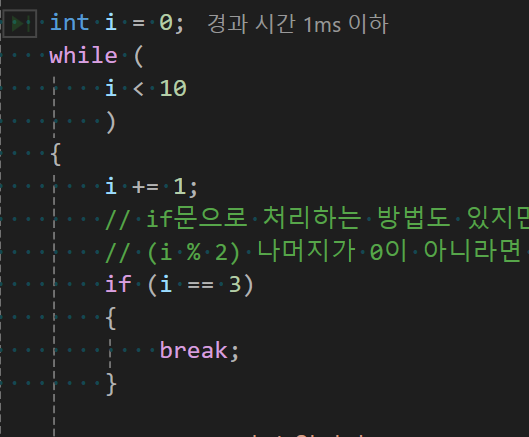 int i = 0; 경과 시간 1ms 이하
while (
i < 10
)
{
i += 1;
// if문으로 처리하는 방법도 있지만
// (i % 2) 나머지가 0이 아니라면
if (i == 3)
{
break;
}